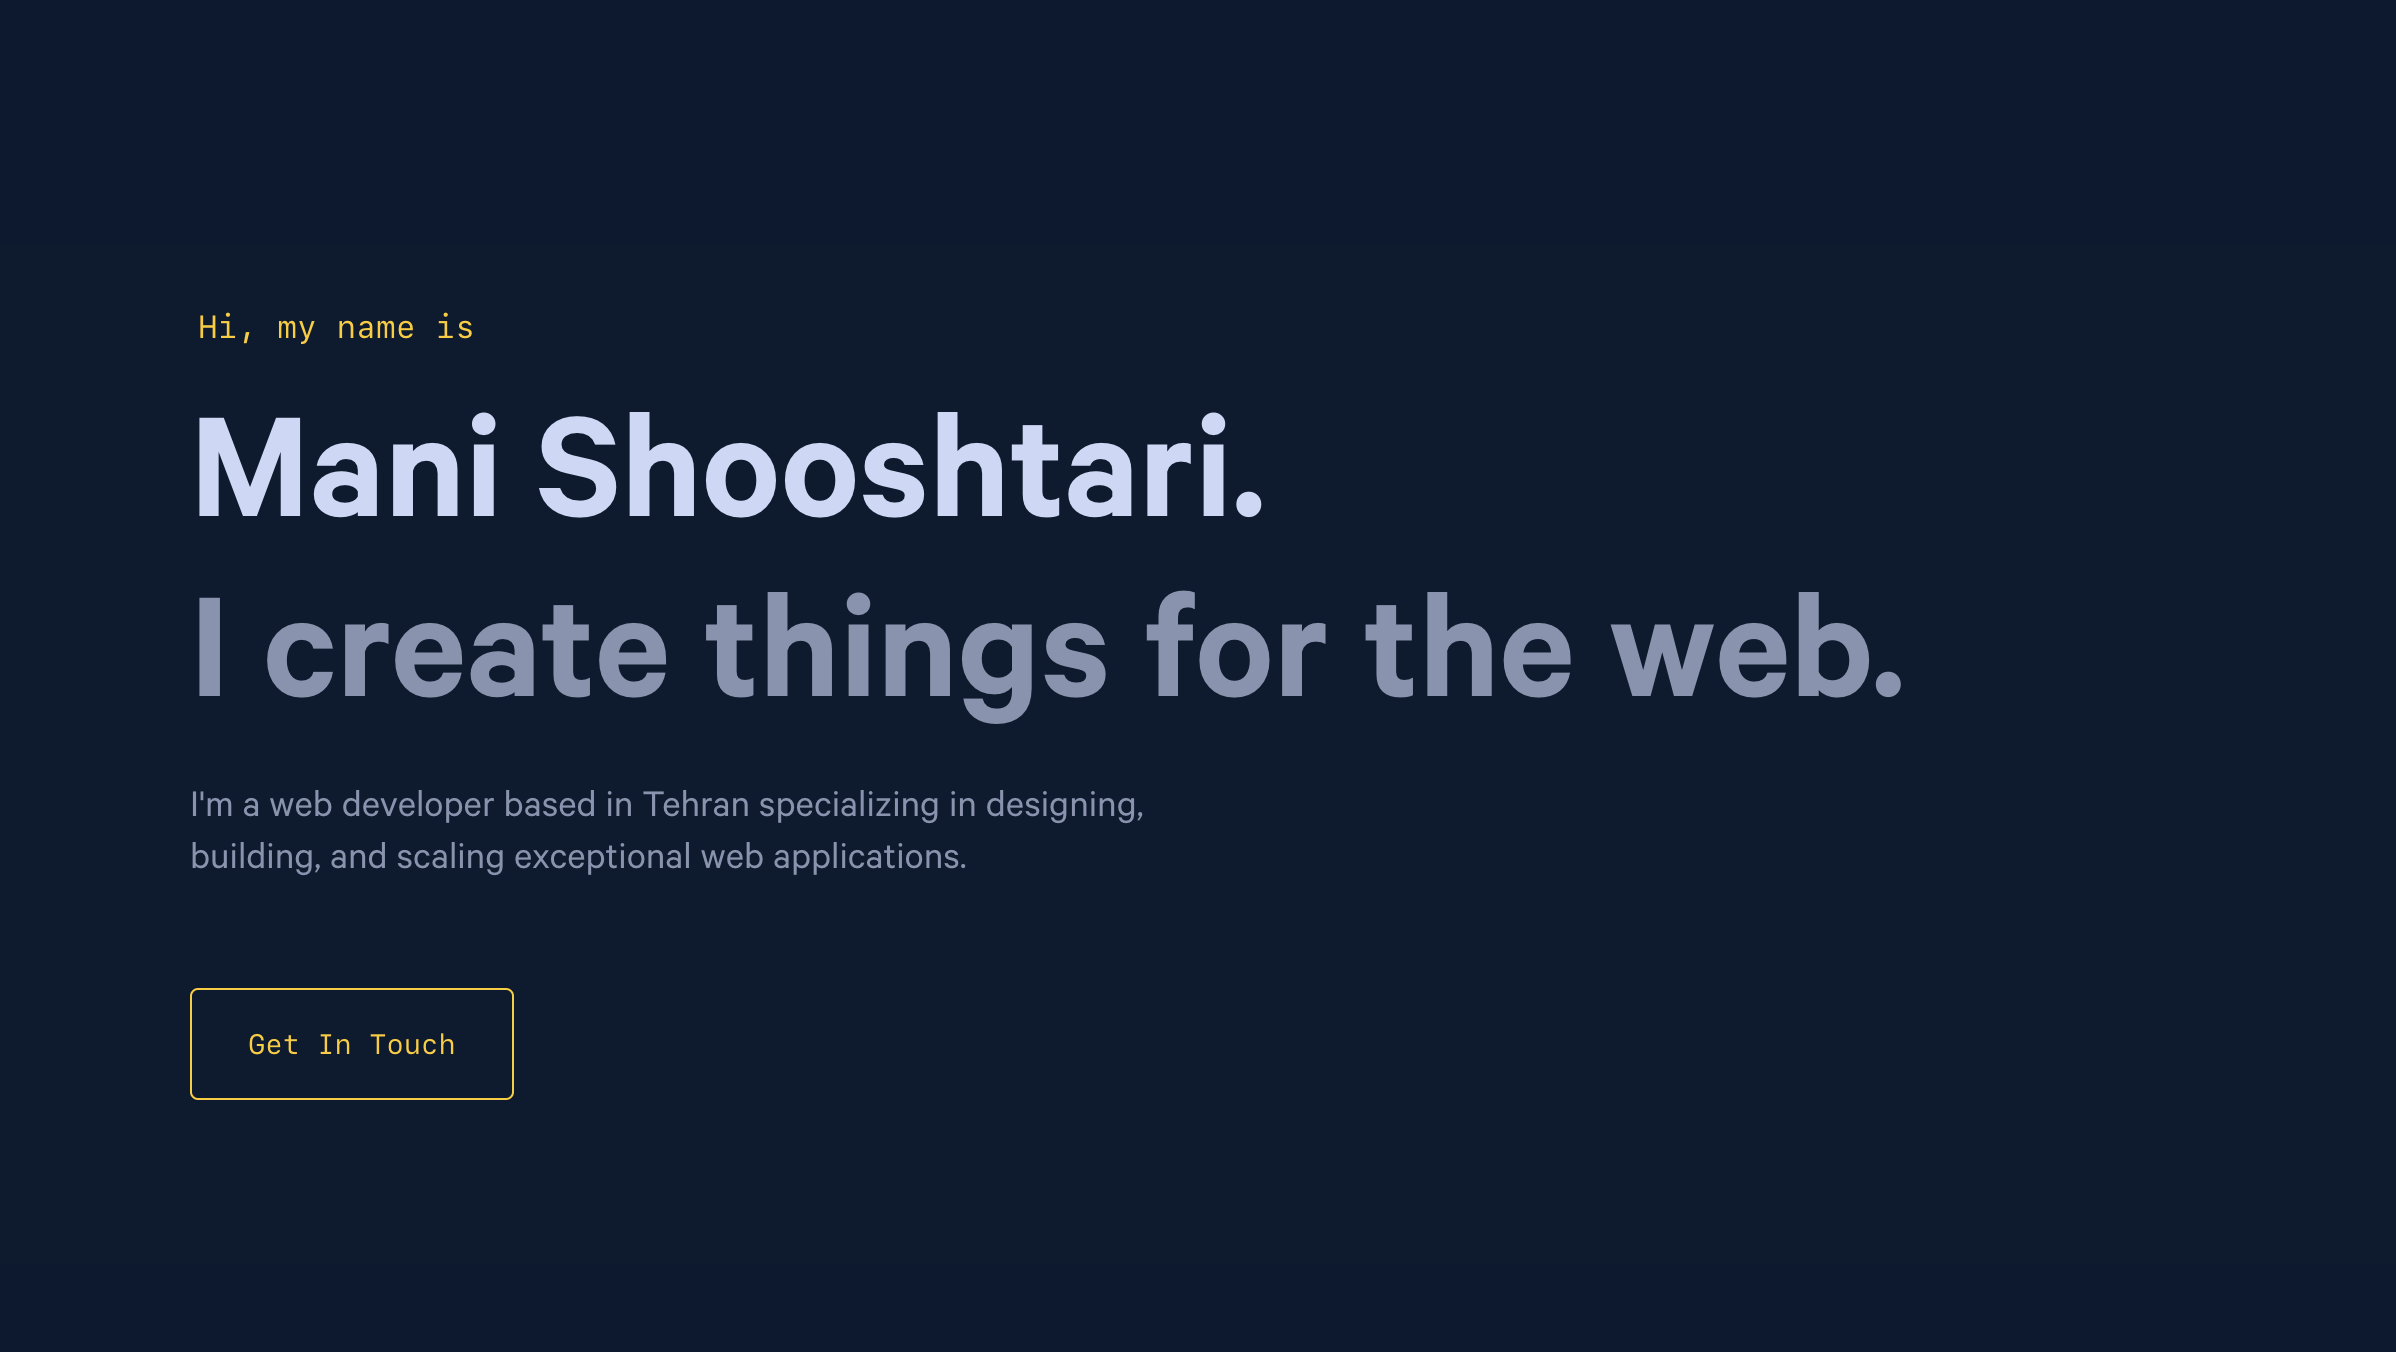 Hi, my name is
Mani Shooshtari.
I create things for the web.
I'm a web developer based in Tehran specializing in designing,
building, and scaling exceptional web applications.
Get In Touch